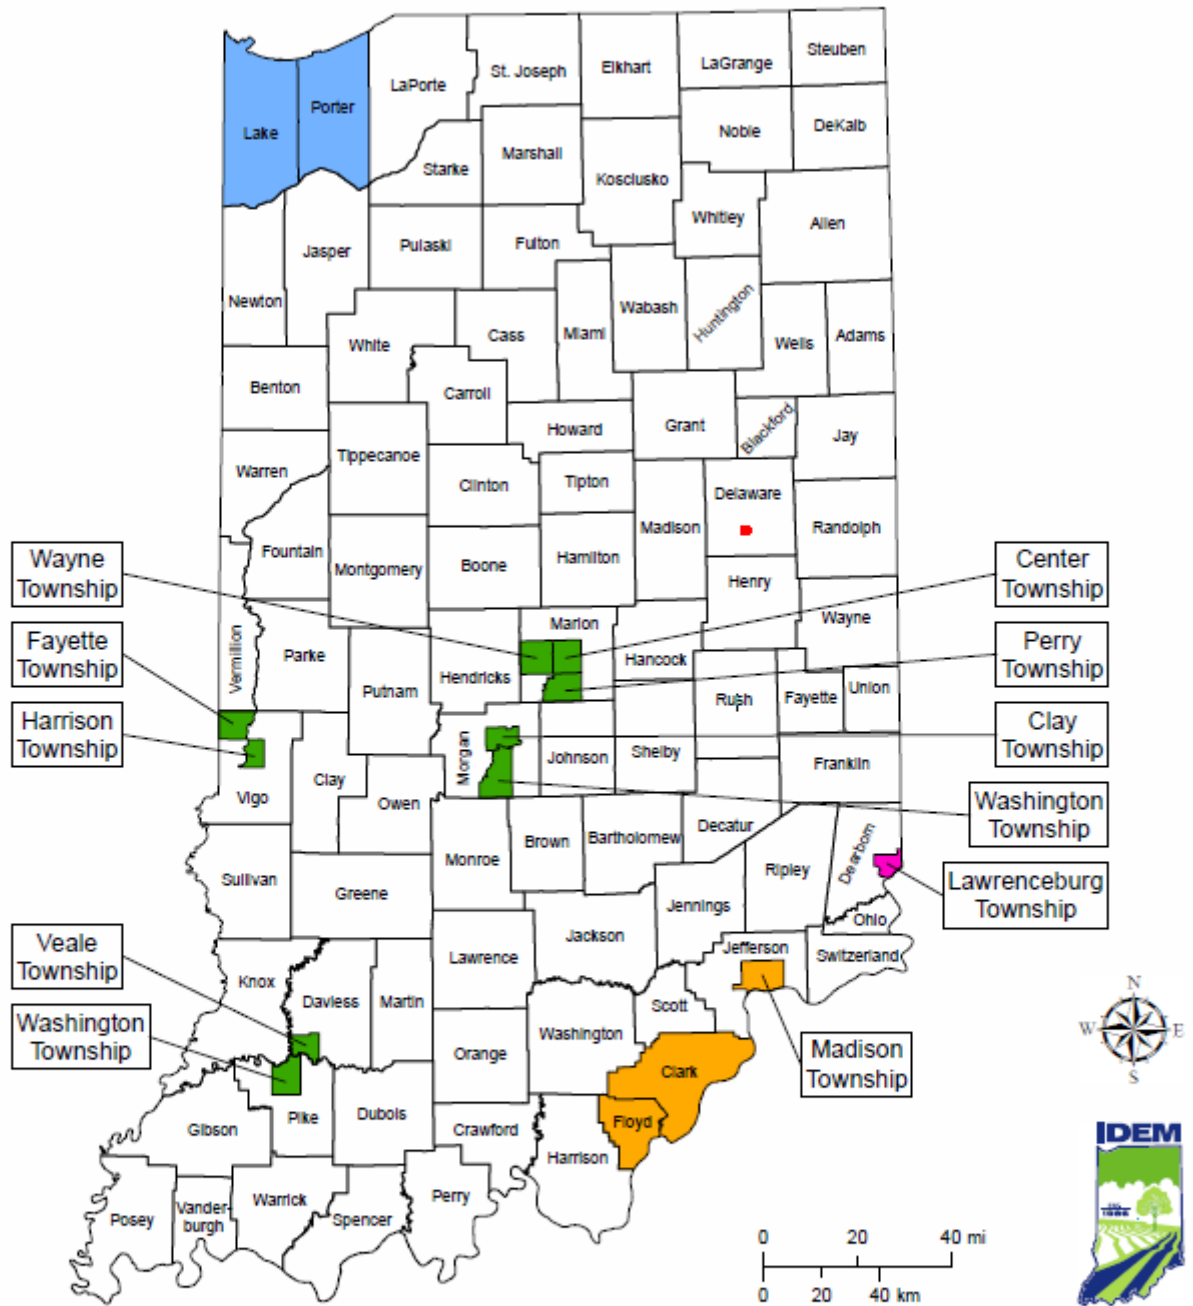 Steuben
LaGrange
Elkhart
St. Joseph
LaPorte
Porter
Lake
DeKalb
Noble
Marshall
Starke
Kosciusko
Whitley
Allen
Fulton
Pulaski
Jasper
Newton
Huntington
Wabash
Miami
Cass
White
Wells
Adams
Benton
Carroll
Howard
Grant
Blackford
Jay
Warren
Tippecanoe
Clinton
Tipton
Delaware
Madison
Randolph
Fountain
Montgomery
Boone
Hamilton
Henry
Wayne
Township
Center
Township
Marion
Wayne
Fayette
Township
Perry
Township
Vermillion
Parke
Putnam
Hendricks
Hancock
Rush
Fayette
Union
Harrison
Township
Clay
Township
Morgan
Johnson
Shelby
Franklin
Clay
Owen
Vigo
Washington
Township
Brown
Bartholomew
Decatur
Monroe
Dearborn
Ripley
Sullivan
Greene
Lawrenceburg
Township
Jennings
Ohio
Jackson
Veale
Township
Lawrence
Jefferson
Switzerland
Knox
Daviess
Martin
Scott
Washington
Township
Washington
Orange
Madison
Township
Clark
Pike
Dubois
Floyd
Gibson
Crawford
Harrison
Perry
Warrick
Posey
Vander-
burgh
Spencer
N
W
E
S
IDEM
EST.
1986
0
20
40 mi
0
20
40 km